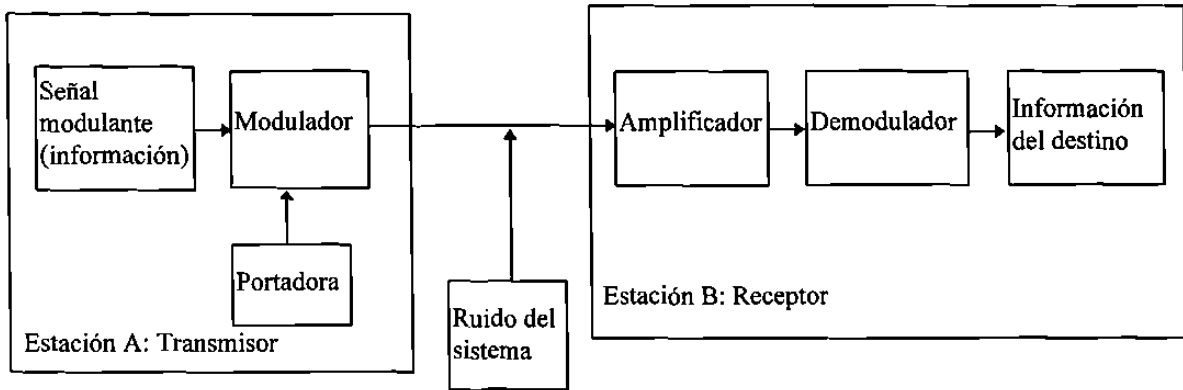 Señal
modulante
(información)
Modulador
Portadora
Estación A: Transmisor
Ruido del
sistema
Amplificador
Demodulador
Información
del destino
Estación B: Receptor